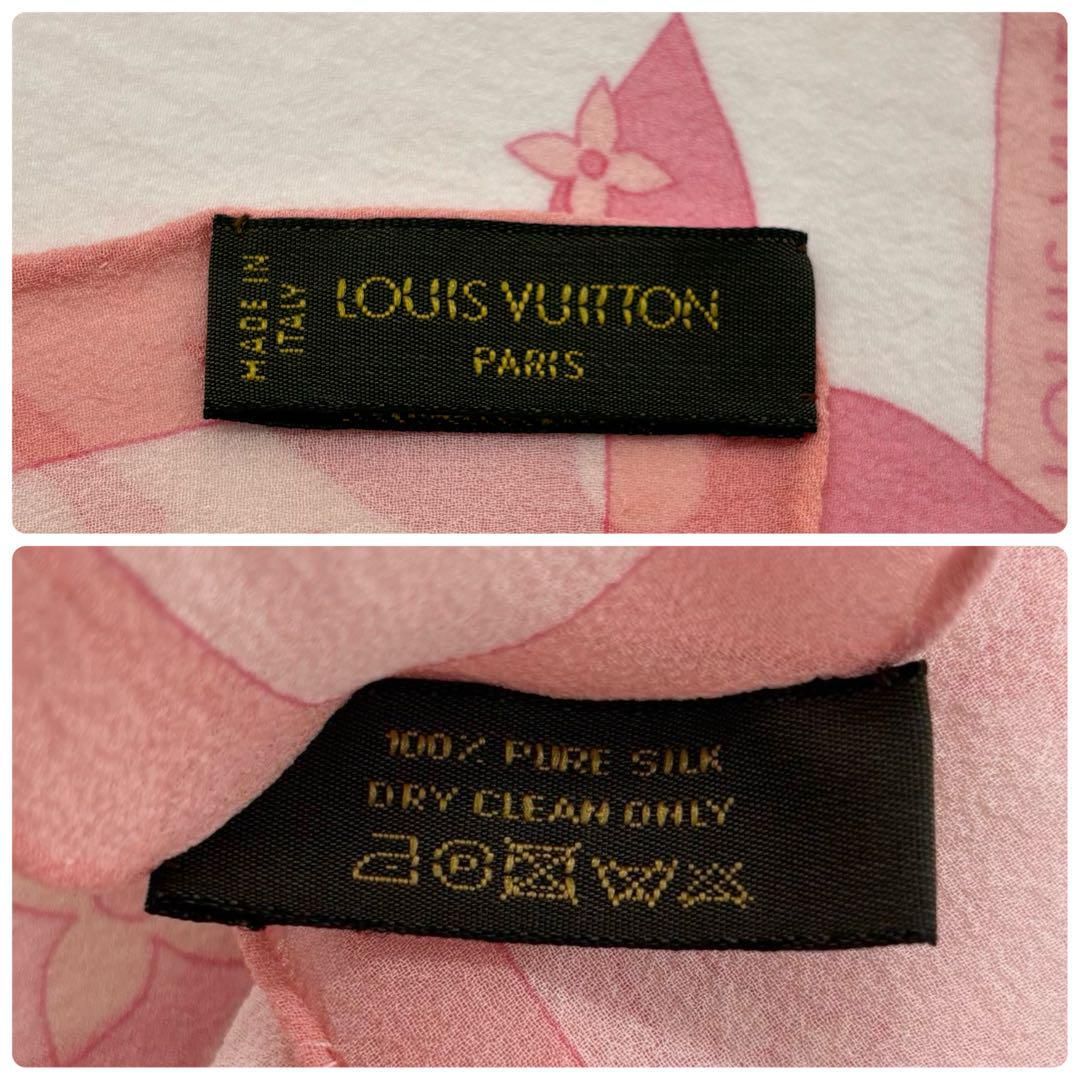 MADE IN
ITALY
LOUIS VUITTON
PARIS
100% PURE SILK
DRY CLEAN ONLY
P